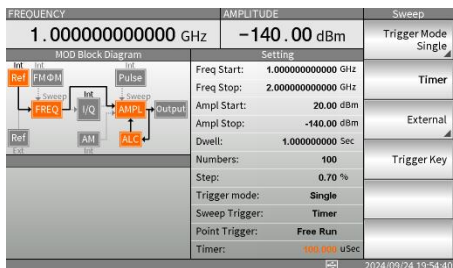 FREQUENCY
1.000000000000 GHz
AMPLITUDE
-140.00 dBm
Sweep
MOD Block Diagram
Int
Int
Int
Ref
FMΦM
Pulse
Sweep
Int
Sweep
FREQ
I/Q
AMPL
Output
Ref
AM
ALC
Ext
Int
Setting
Freq Start: 1.000000000000 GHz
Freq Stop: 2.000000000000 GHz
Ampl Start: 20.00 dBm
Ampl Stop: -140.00 dBm
Dwell: 1.000000000 Sec
Numbers: 100
Step: 0.70 %
Trigger mode: Single
Sweep Trigger: Timer
Point Trigger: Free Run
Timer: 100.000 uSec
Trigger Mode
Single
Timer
External
Trigger Key
2024/09/24 19:54:40